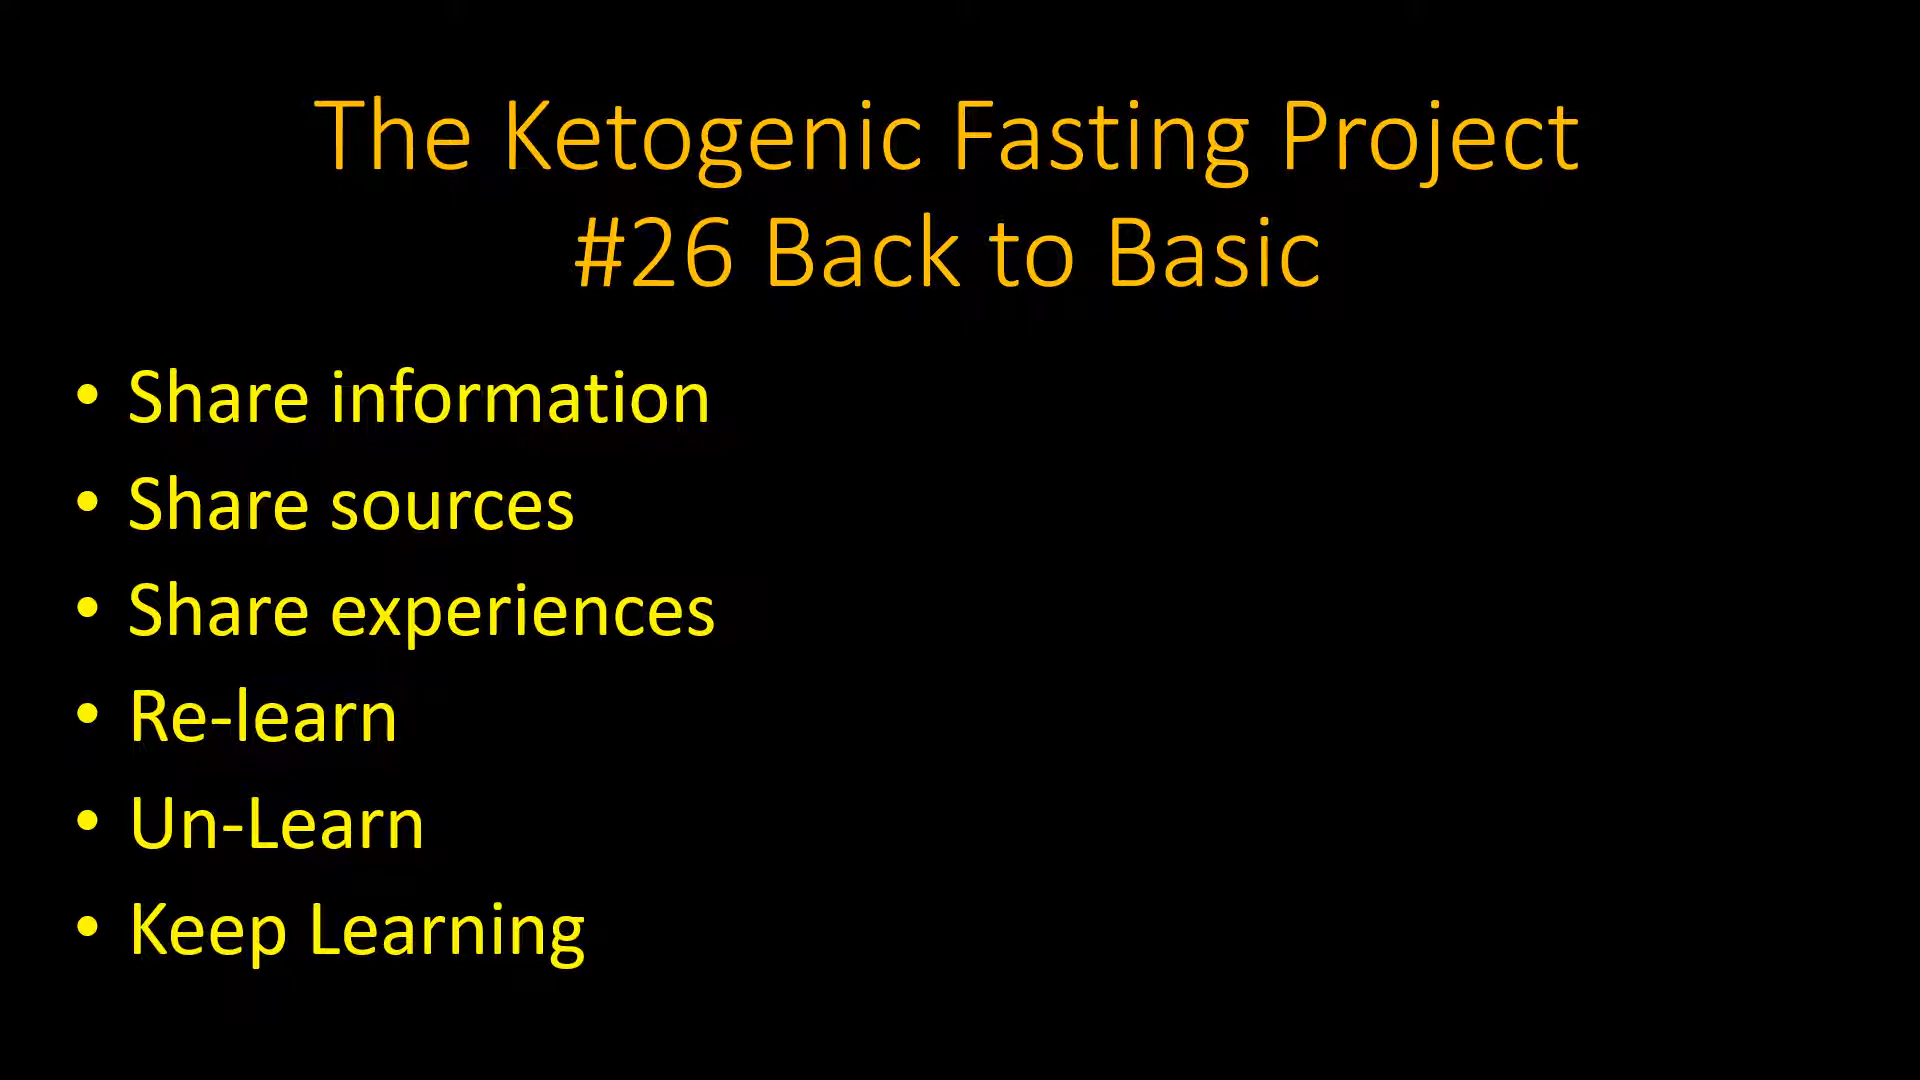 The Ketogenic Fasting Project
#26 Back to Basic
• Share information
• Share sources
• Share experiences
• Re-learn
• Un-Learn
• Keep Learning